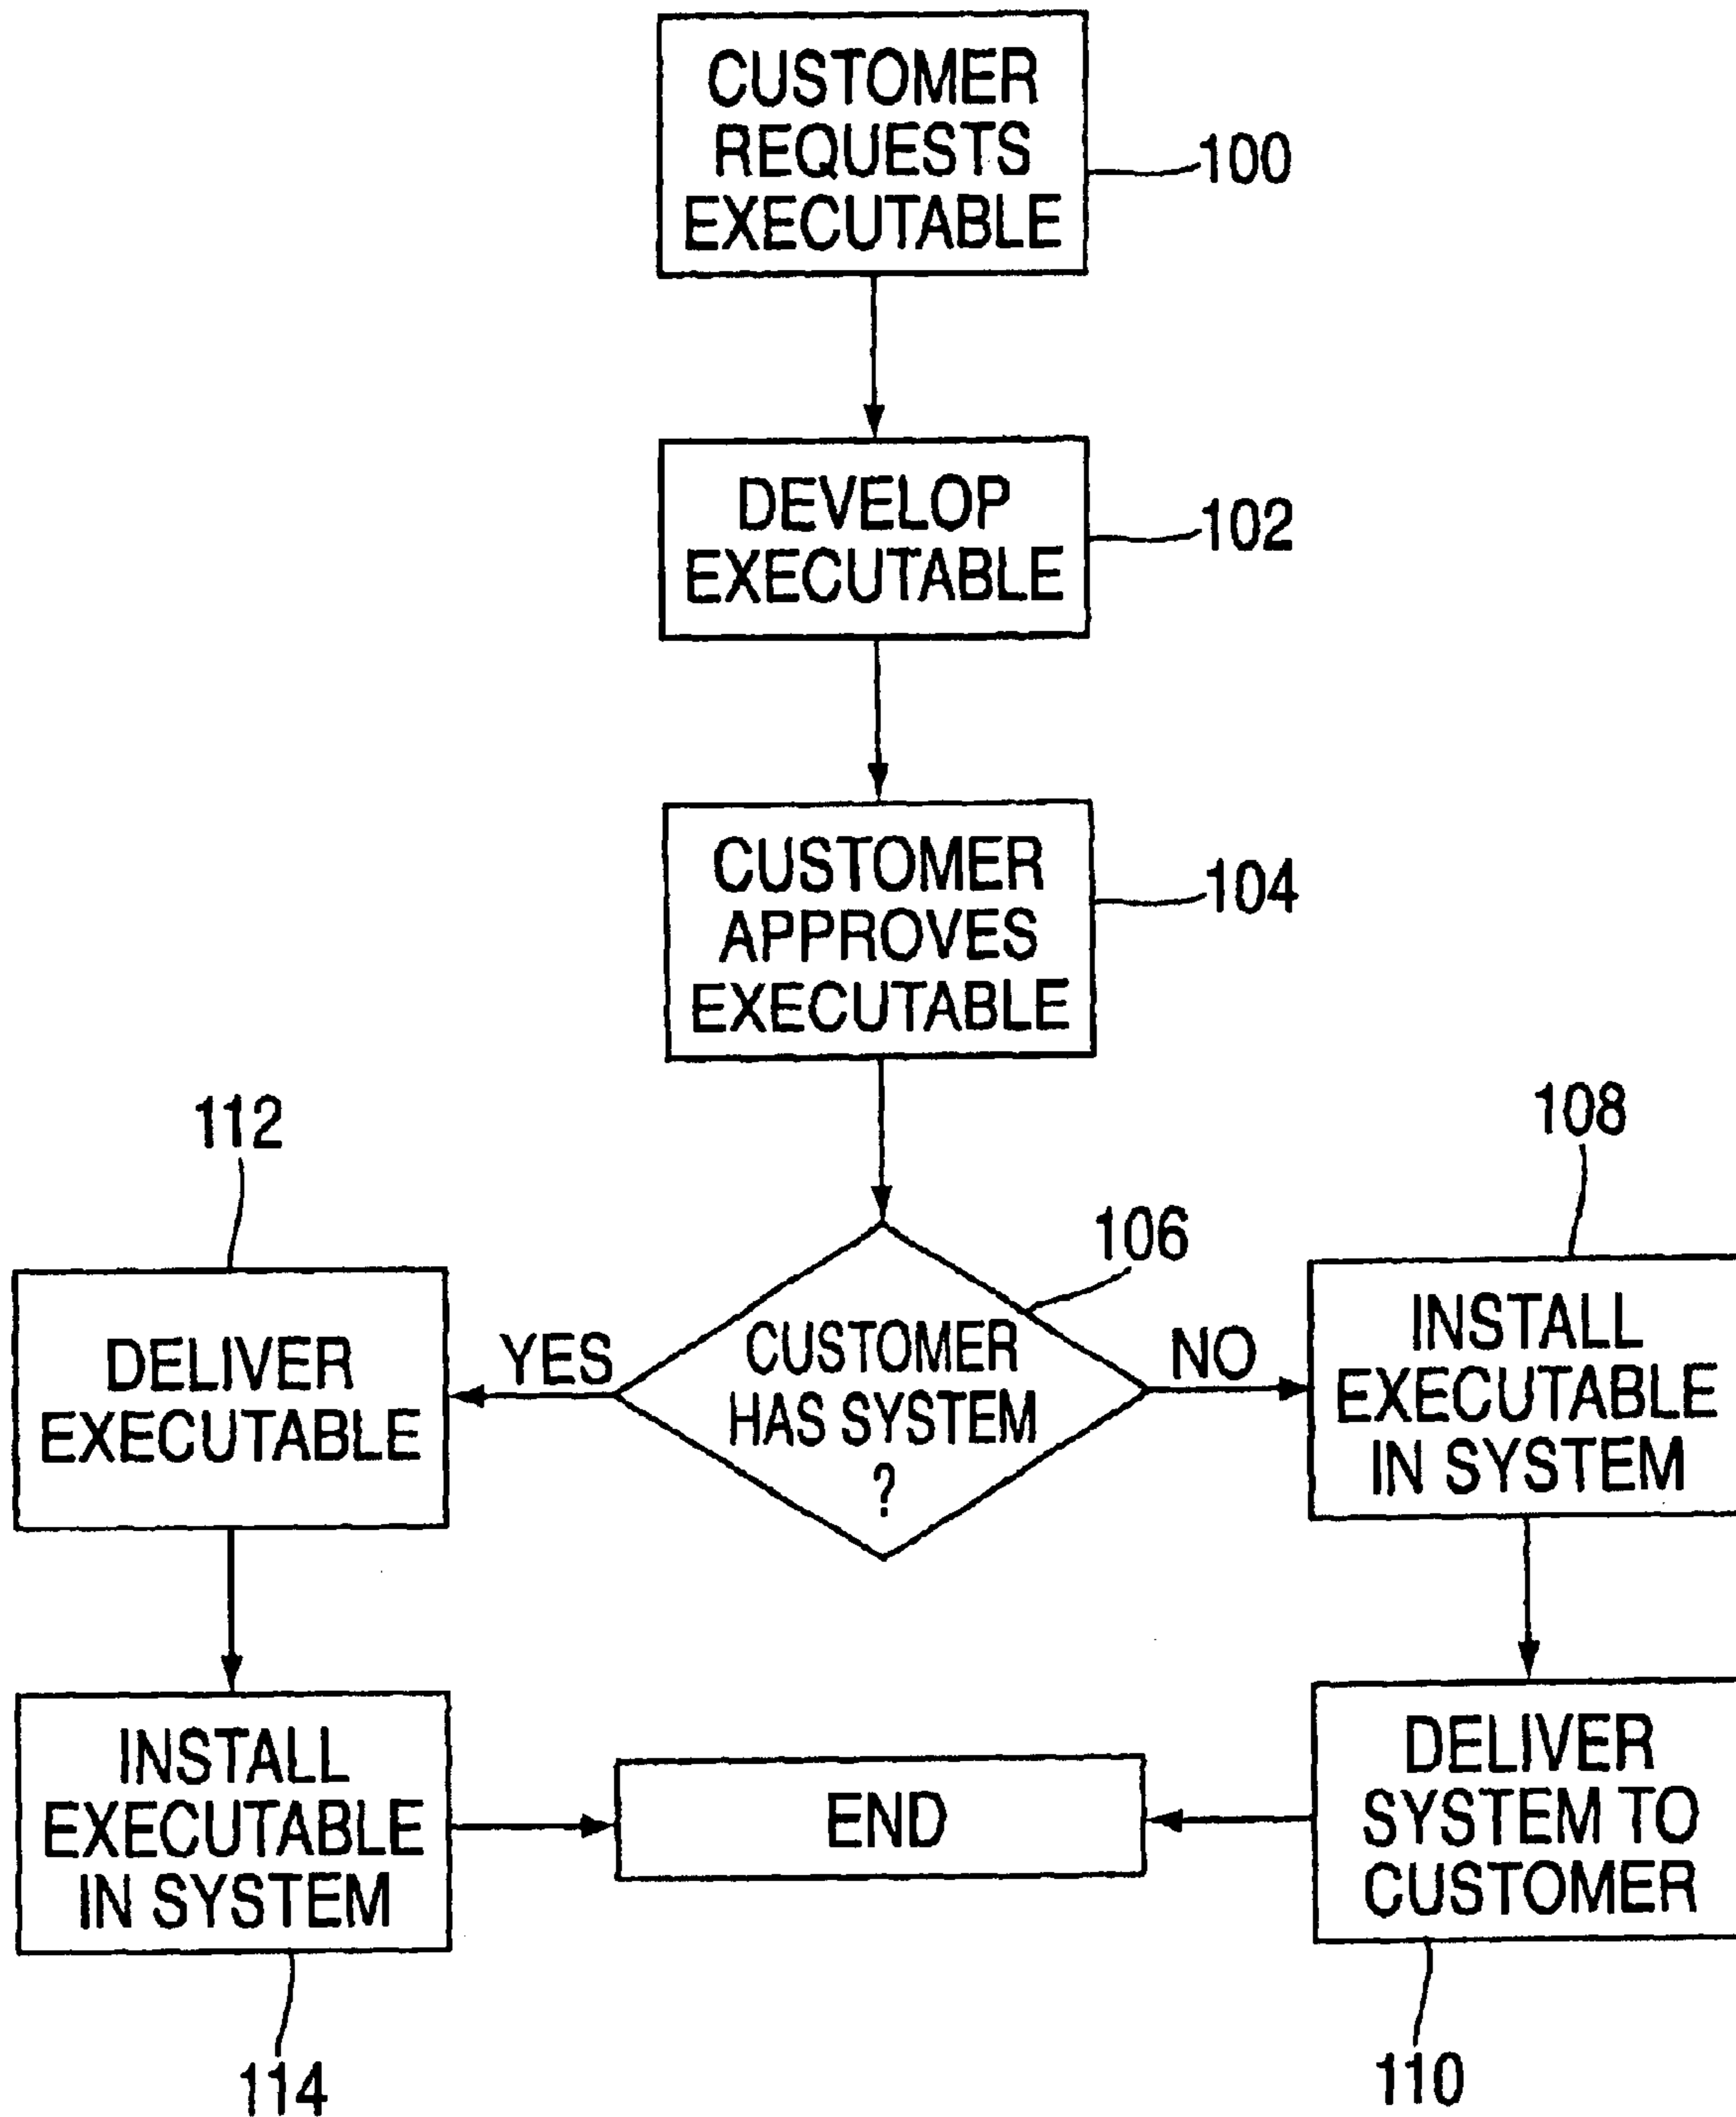 CUSTOMER
REQUESTS
EXECUTABLE
100
DEVELOP
EXECUTABLE
102
CUSTOMER
APPROVES
EXECUTABLE
104
106
CUSTOMER
HAS SYSTEM
?
YES
NO
112
DELIVER
EXECUTABLE
108
INSTALL
EXECUTABLE
IN SYSTEM
INSTALL
EXECUTABLE
IN SYSTEM
114
END
DELIVER
SYSTEM TO
CUSTOMER
110